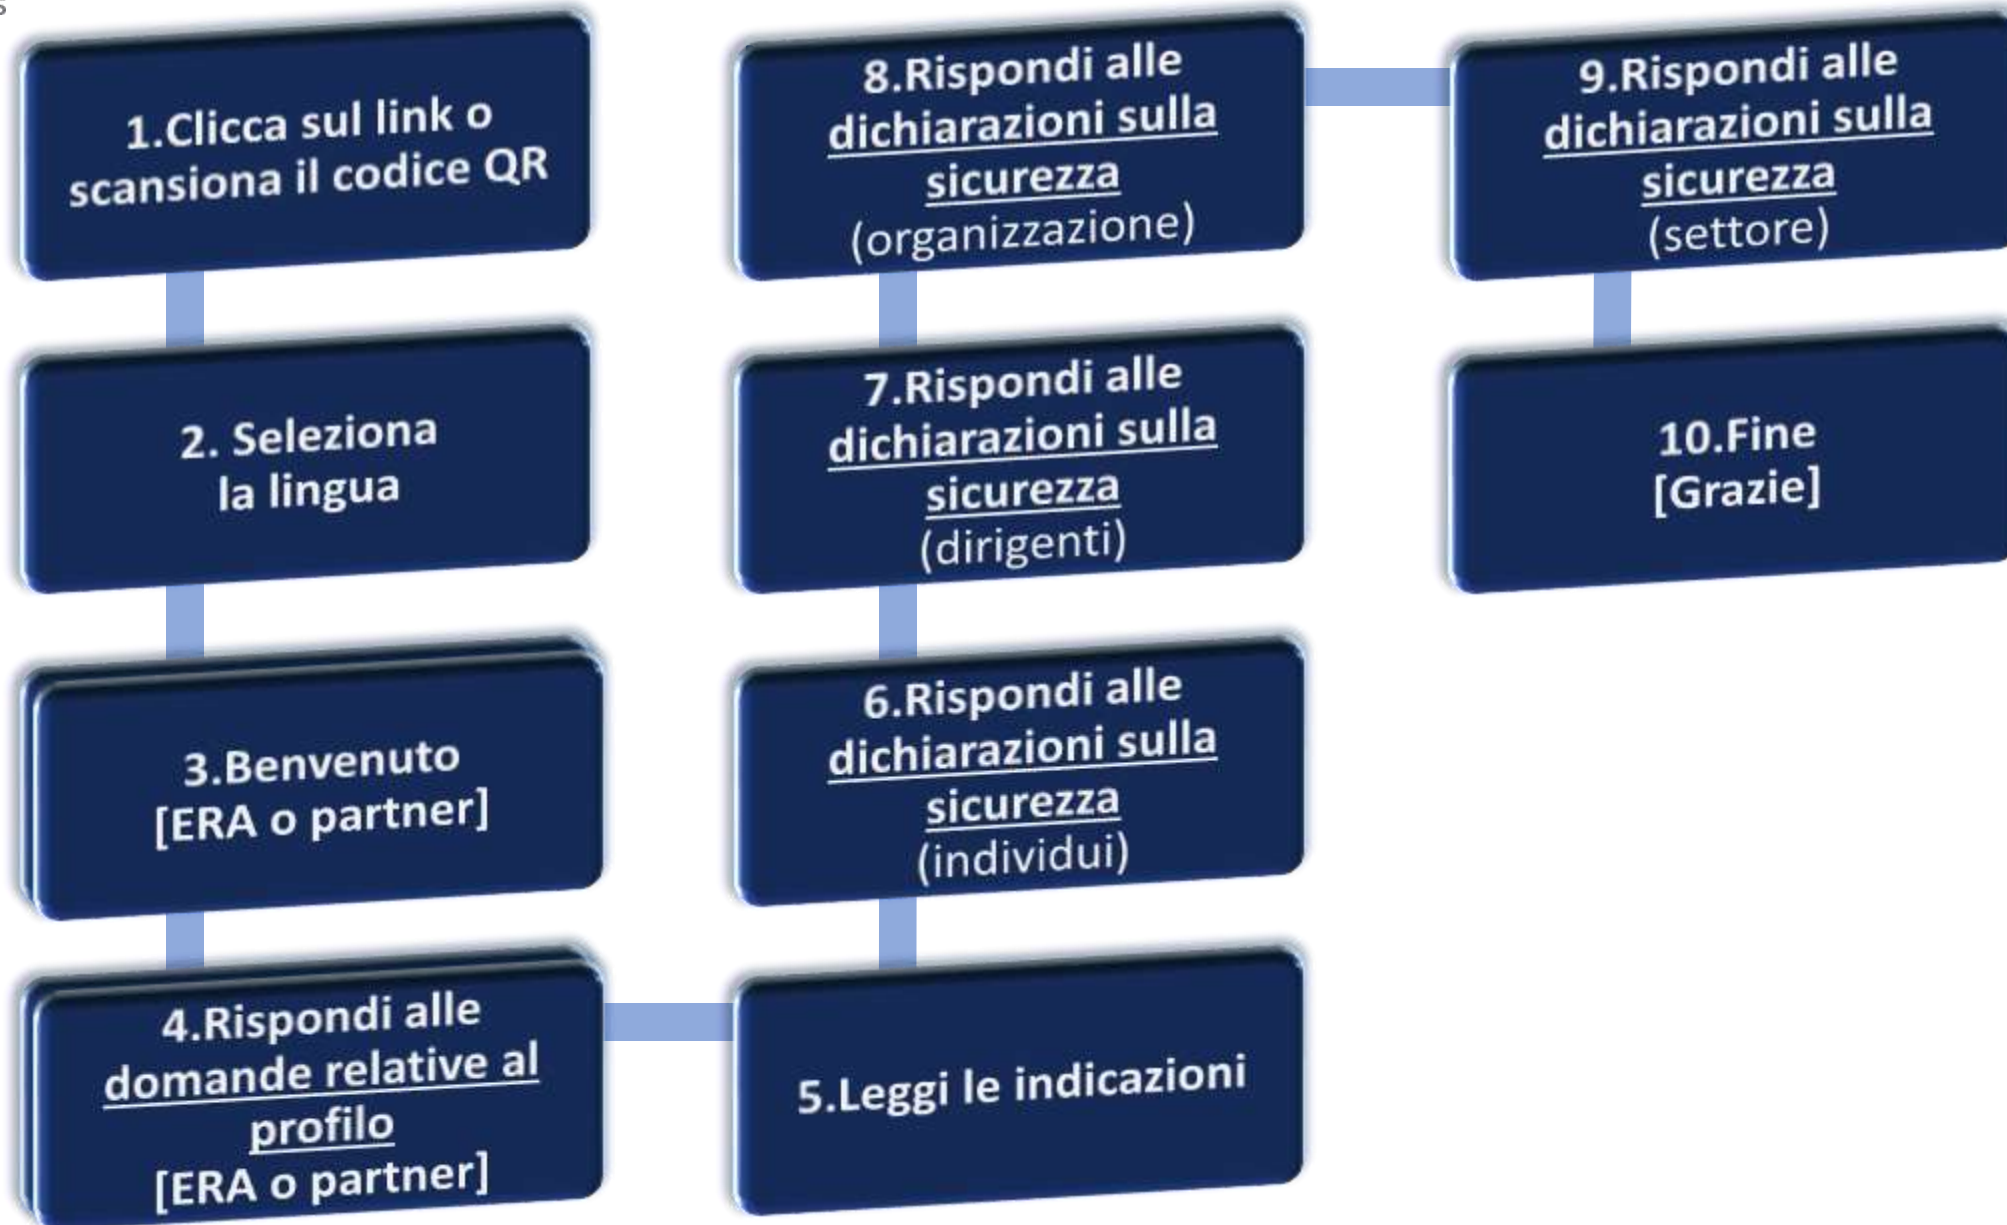 1.Clicca sul link o
scansiona il codice QR
2. Seleziona
la lingua
3.Benvenuto
[ERA o partner]
4.Rispondi alle
domande relative al
profilo
[ERA o partner]
5.Leggi le indicazioni
6.Rispondi alle
dichiarazioni sulla
sicurezza
(individui)
7.Rispondi alle
dichiarazioni sulla
sicurezza
(dirigenti)
8.Rispondi alle
dichiarazioni sulla
sicurezza
(organizzazione)
9.Rispondi alle
dichiarazioni sulla
sicurezza
(settore)
10.Fine
[Grazie]